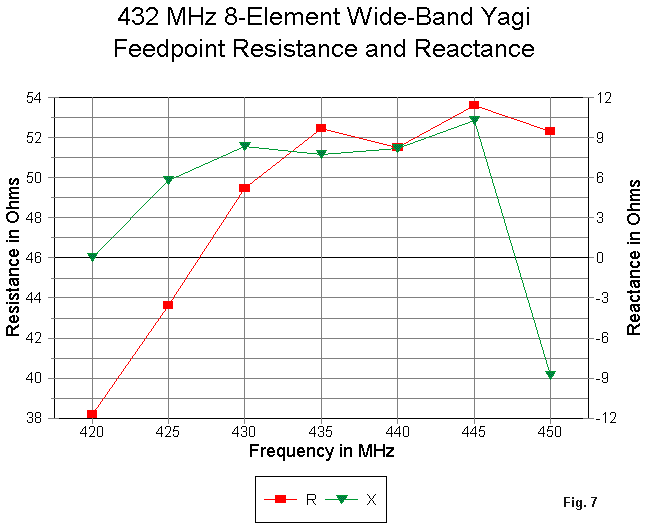 432 MHz 8-Element Wide-Band Yagi
Feedpoint Resistance and Reactance
Resistance in Ohms
54
52
50
48
46
44
42
40
38
12
9
6
3
0
-3
-6
-9
-12
Reactance in Ohms
420 425 430 435 440 445 450
Frequency in MHz
R X
Fig. 7